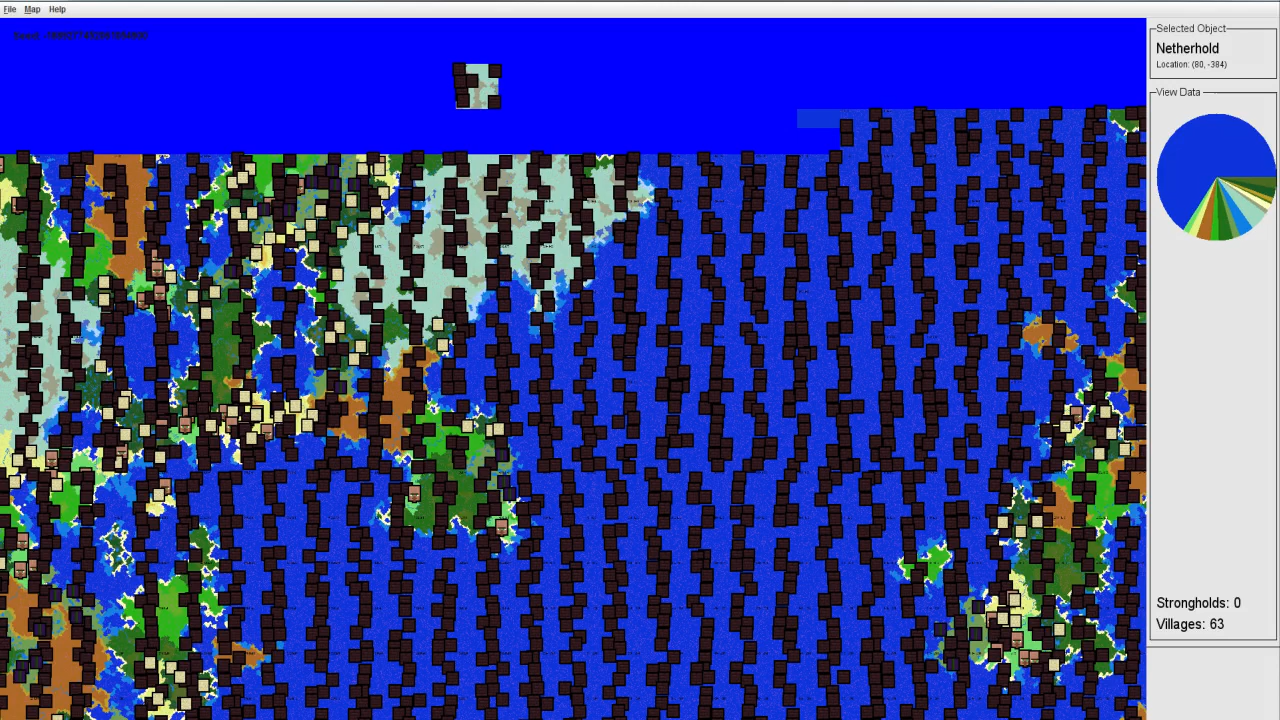 File Map Help
Selected Object
Netherhold
Location: (80, -384)
View Data
Strongholds: 0
Villages: 63